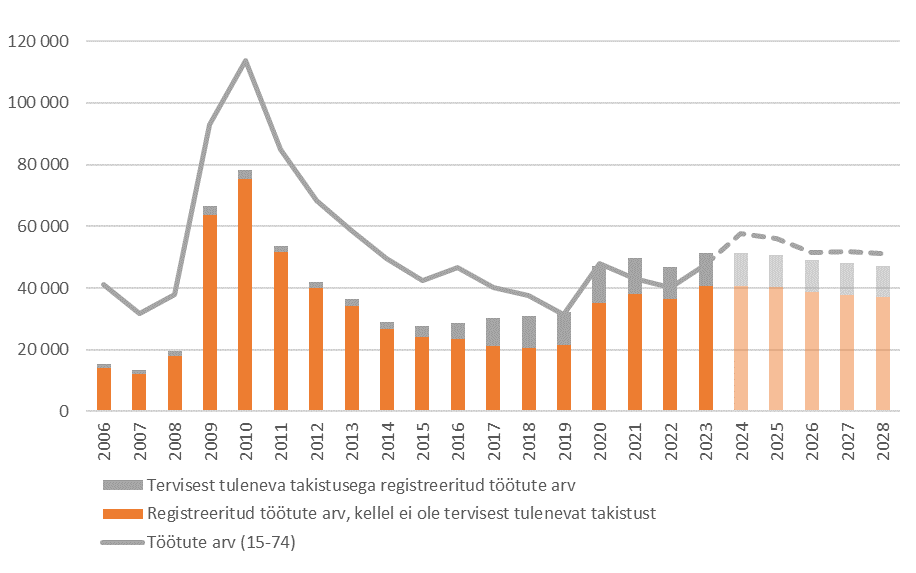 120 000
100 000
80 000
60 000
40 000
20 000
0
2006 2007 2008 2009 2010 2011 2012 2013 2014 2015 2016 2017 2018 2019 2020 2021 2022 2023 2024 2025 2026 2027 2028
Tervisest tuleneva takistusega registreeritud töötute arv
Registreeritud töötute arv, kellel ei ole tervisest tulenevat takistust
Töötute arv (15-74)